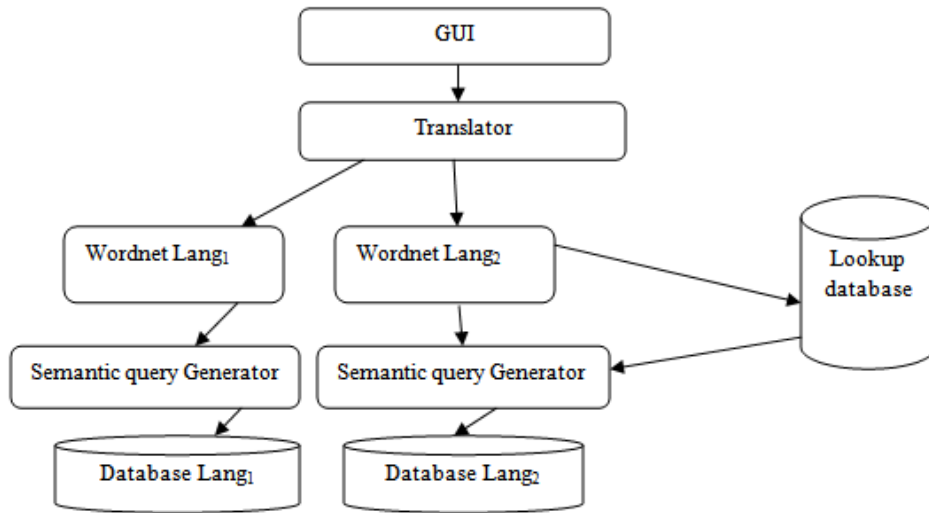 GUI
Translator
Wordnet Lang₁
Wordnet Lang₂
Lookup
database
Semantic query Generator
Semantic query Generator
Database Lang₁
Database Lang₂